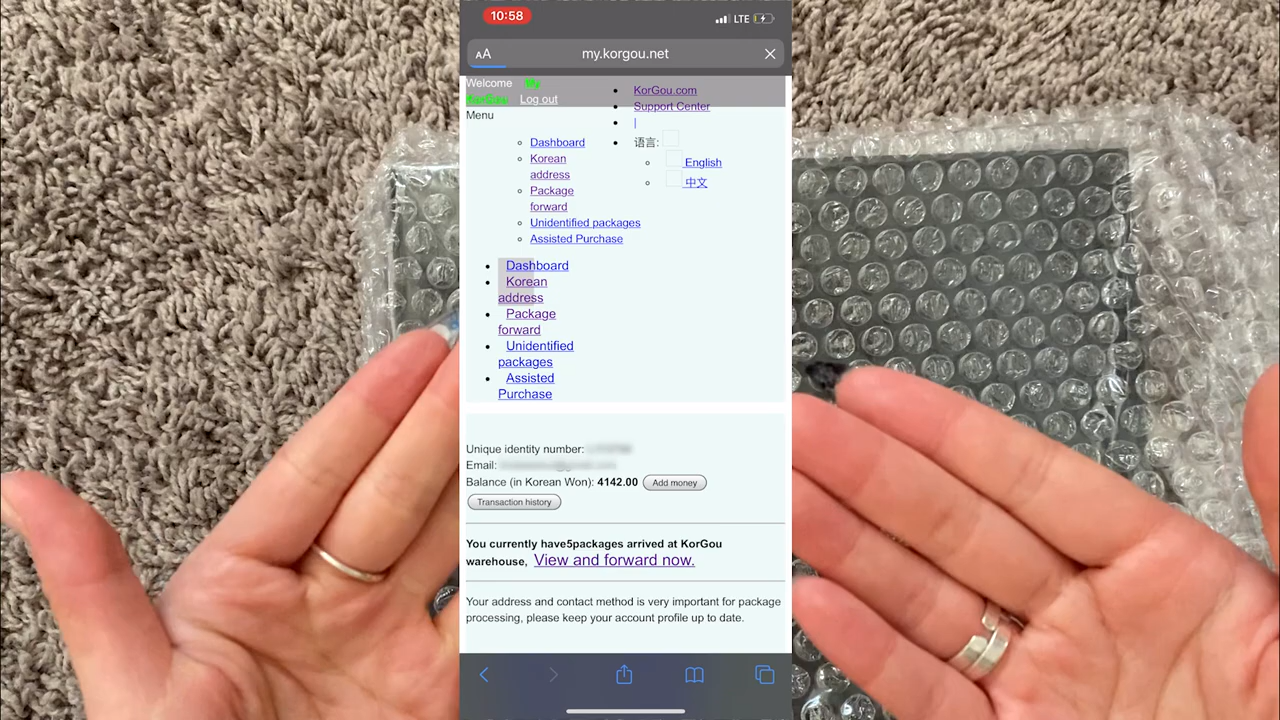 10:58
LTE
AA
my.korgou.net
Welcome My
KorGou Log out
Menu
Dashboard
Korean
address
Package
forward
Unidentified packages
Assisted Purchase
KorGou.com
Support Center
|
语言:
English
中文
Dashboard
Korean
address
Package
forward
Unidentified
packages
Assisted
Purchase
Unique identity number:
Email:
Balance (in Korean Won): 4142.00 Add money
Transaction history
You currently have5packages arrived at KorGou
warehouse, View and forward now.
Your address and contact method is very important for package
processing, please keep your account profile up to date.